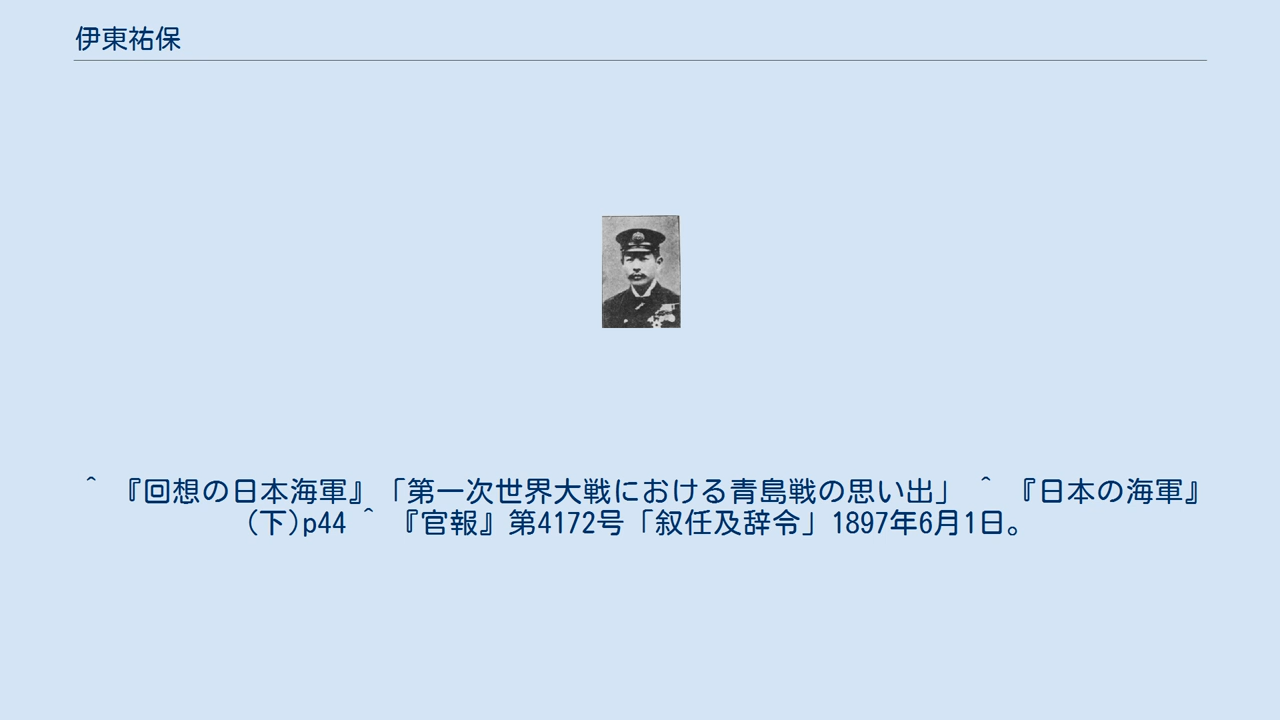 伊東祐保
^ 『回想の日本海軍』「第一次世界大戦における青島戦の思い出」 ^ 『日本の海軍』
(下)p44 ^ 『官報』第4172号「叙任及辞令」1897年6月1日。